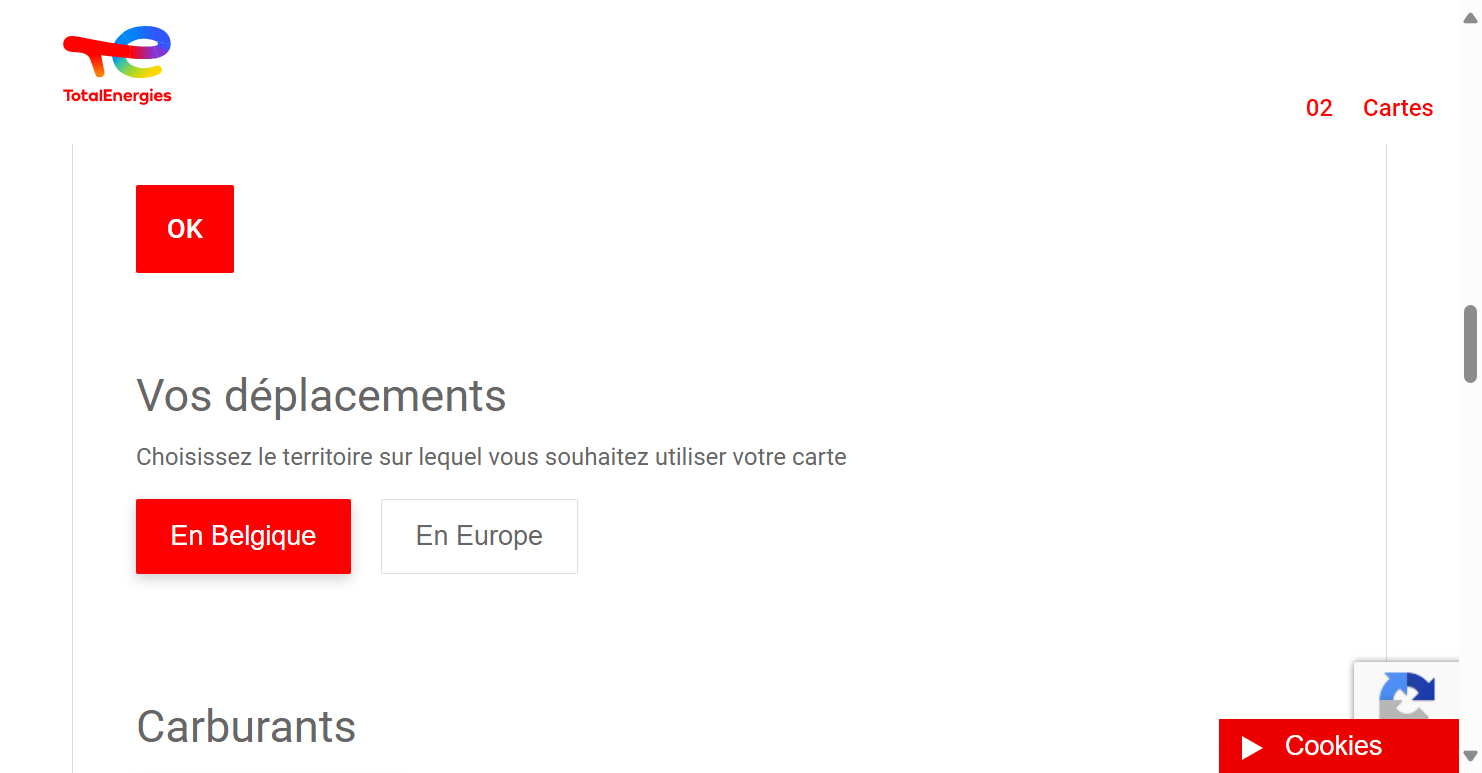 TotalEnergies
02 Cartes
OK
Vos déplacements
Choisissez le territoire sur lequel vous souhaitez utiliser votre carte
En Belgique En Europe
Carburants
Cookies